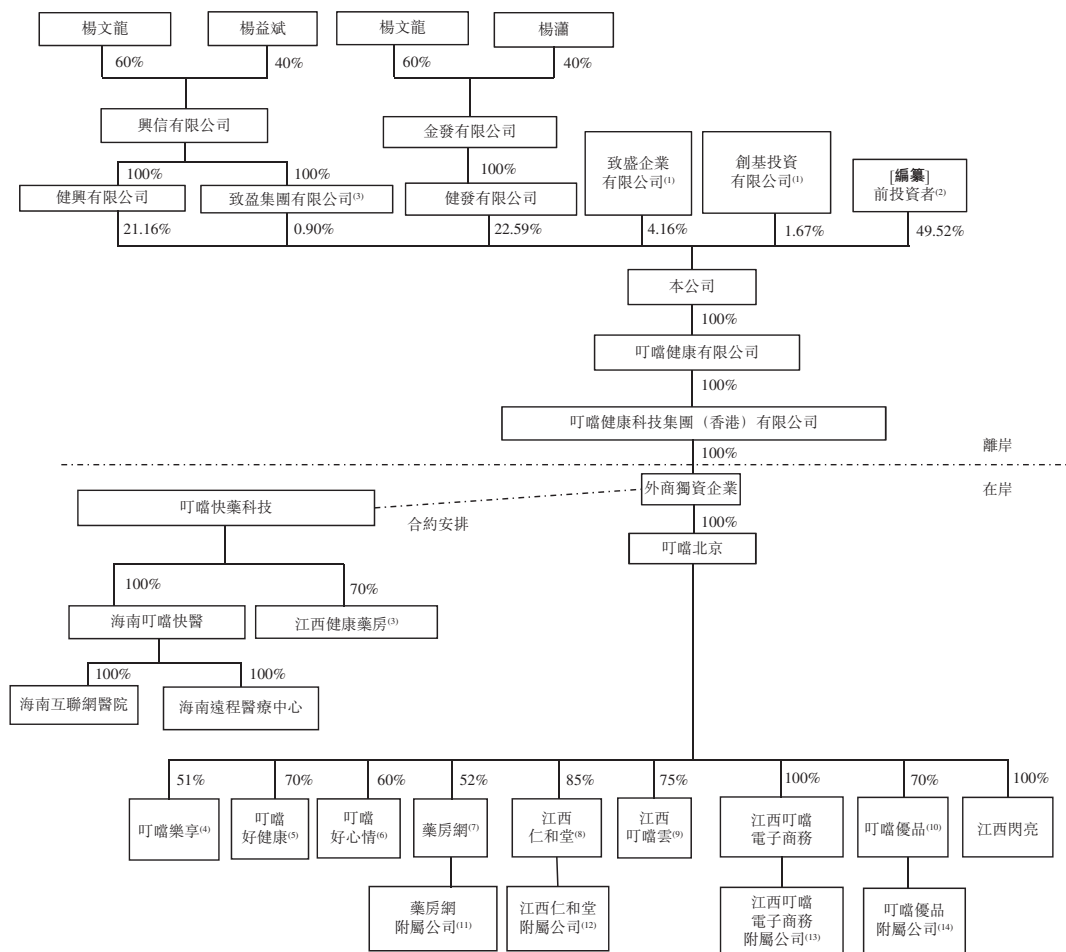 楊文龍
楊益斌
楊文龍
楊瀟
60%
40%
60%
40%
興信有限公司
金發有限公司
致盛企業
有限公司(1)
創基投資
有限公司(1)
[編纂]
前投資者(2)
100%
100%
100%
健興有限公司
致盈集團有限公司(3)
健發有限公司
21.16%
0.90%
22.59%
4.16%
1.67%
49.52%
本公司
100%
叮噹健康有限公司
100%
叮噹健康科技集團（香港）有限公司
離岸
100%
在岸
外商獨資企業
叮噹快藥科技
合約安排
100%
叮噹北京
100%
70%
海南叮噹快醫
江西健康藥房(3)
100%
100%
海南互聯網醫院
海南遠程醫療中心
51%
70%
60%
52%
85%
75%
100%
70%
100%
叮噹樂享(4)
叮噹
好健康(5)
叮噹
好心情(6)
藥房網(7)
江西
仁和堂(8)
江西
叮噹雲(9)
江西叮噹
電子商務
叮噹優品(10)
江西閃亮
藥房網
附屬公司(11)
江西仁和堂
附屬公司(12)
江西叮噹
電子商務
附屬公司(13)
叮噹優品
附屬公司(14)